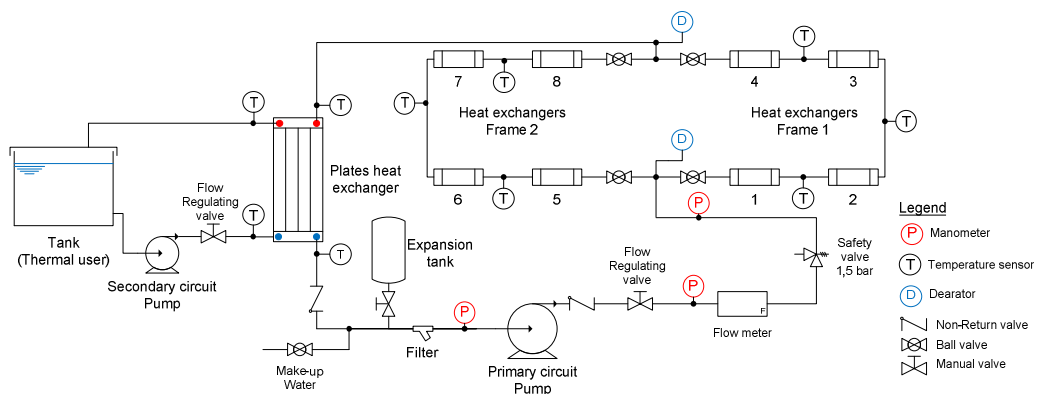 D
T
7
8
4
3
T
Heat exchangers
Frame 2
Heat exchangers
Frame 1
T
T
T
T
D
Plates heat
exchanger
6
T
5
1
T
2
Flow
Regulating
valve
T
P
Tank
(Thermal user)
Secondary circuit
Pump
T
Expansion
tank
Flow
Regulating
valve
P
Safety
valve
1,5 bar
P
F
Flow meter
Filter
Make-up
Water
Primary circuit
Pump
Legend
P Manometer
T Temperature sensor
D Dearator
Non-Return valve
Ball valve
Manual valve